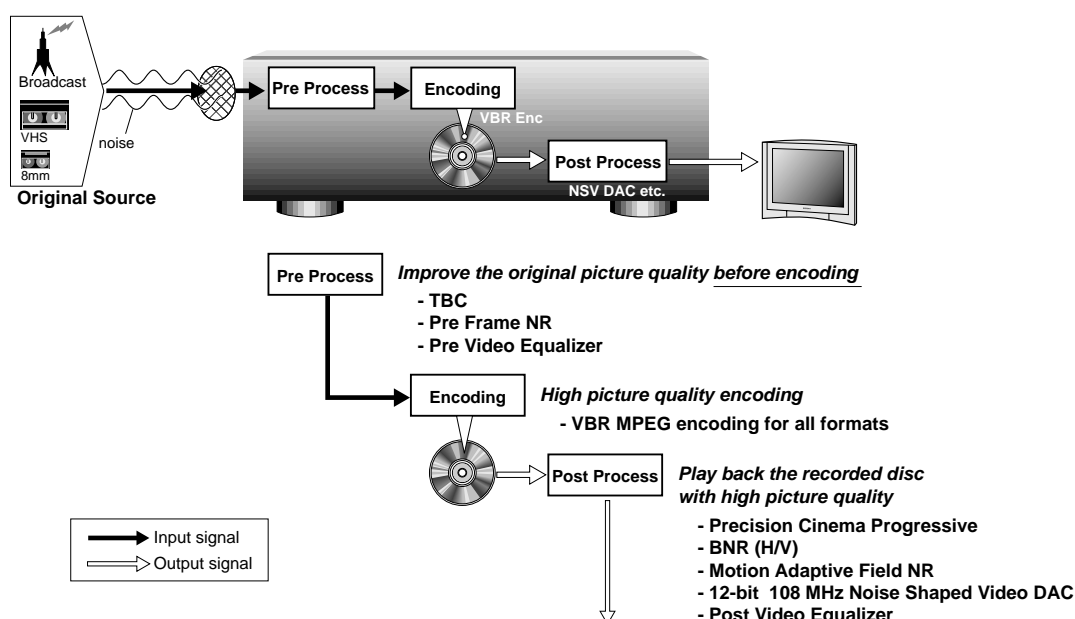 Broadcast
VHS
8mm
Original Source
noise
Pre Process
Encoding
VBR Enc
Post Process
NSV DAC etc.
Pre Process
Improve the original picture quality before encoding
- TBC
- Pre Frame NR
- Pre Video Equalizer
Encoding
High picture quality encoding
- VBR MPEG encoding for all formats
Post Process
Play back the recorded disc
with high picture quality
- Precision Cinema Progressive
- BNR (H/V)
- Motion Adaptive Field NR
- 12-bit 108 MHz Noise Shaped Video DAC
- Post Video Equalizer
Input signal
Output signal